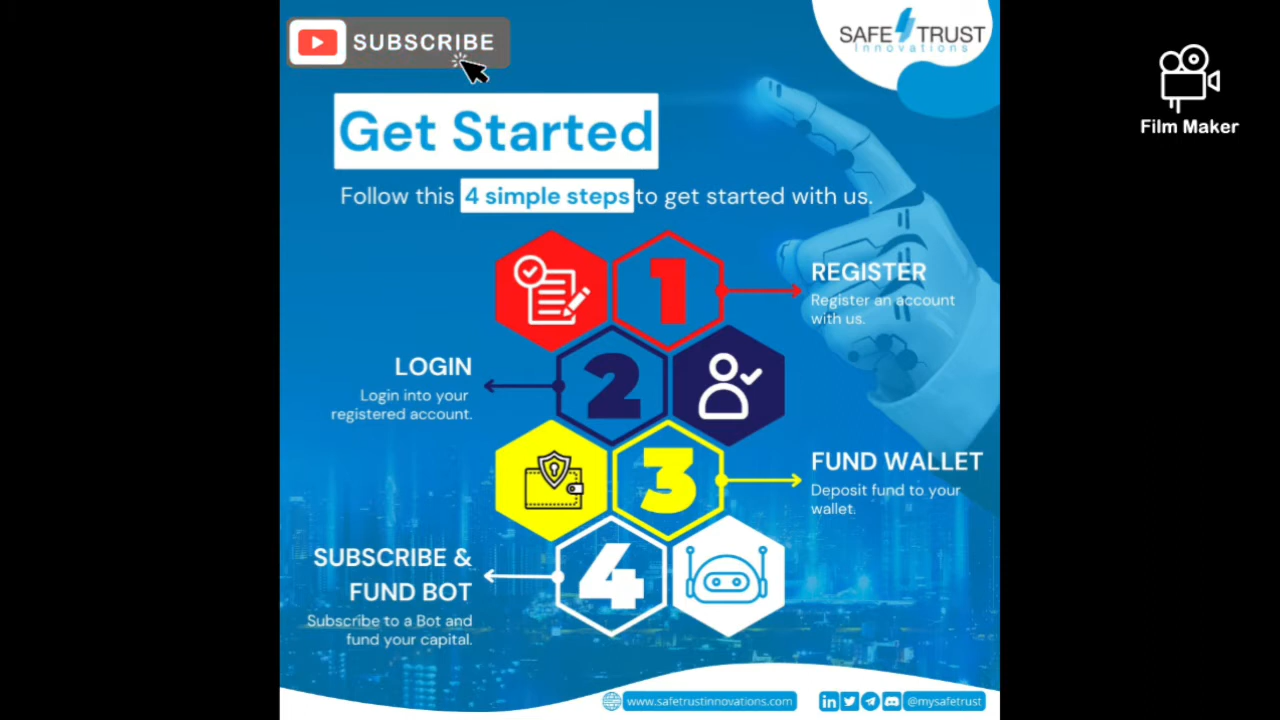 SUBSCRIBE
SAFE TRUST
Innovations
Film Maker
Get Started
Follow this 4 simple steps to get started with us.
1
REGISTER
Register an account
with us.
LOGIN
Login into your
registered account.
2
3
FUND WALLET
Deposit fund to your
wallet.
SUBSCRIBE &
FUND BOT
Subscribe to a Bot and
fund your capital.
4
www.safetrustinnovations.com
in
@mysafetrust